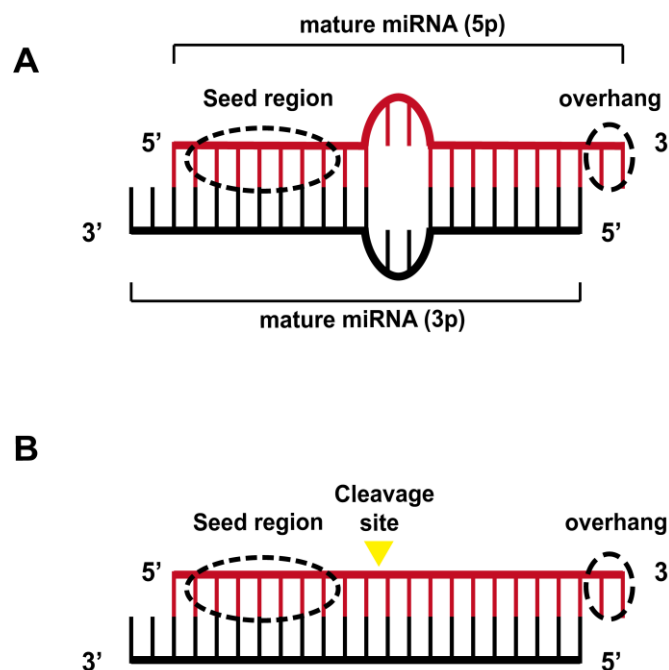 mature miRNA (5p)
A
Seed region
overhang
5’
3
3’
5’
mature miRNA (3p)
B
Cleavage
site
Seed region
overhang
5’
3
3’
5’